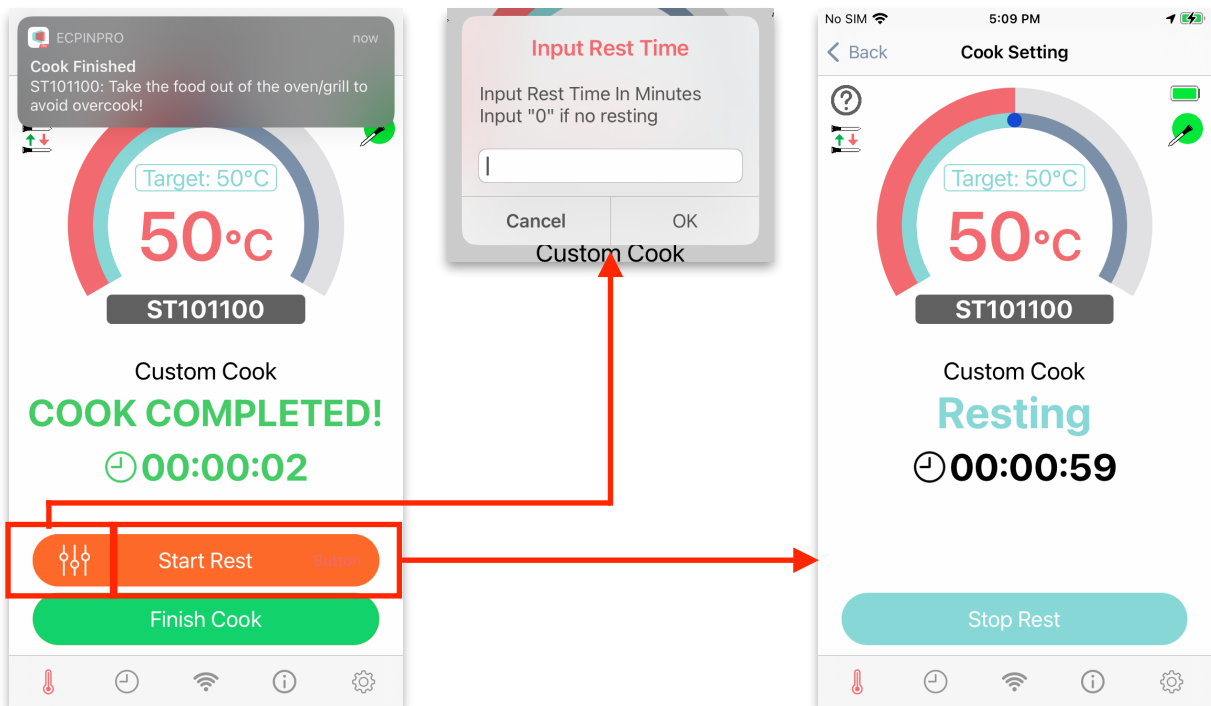 ECPINPRO
now
Cook Finished
ST101100: Take the food out of the oven/grill to
avoid overcook!
Target: 50°C
50°C
ST101100
Custom Cook
COOK COMPLETED!
00:00:02
Start Rest
Button
Finish Cook
Input Rest Time
Input Rest Time In Minutes
Input "0" if no resting
Cancel
OK
Custom Cook
No SIM
5:09 PM
Back
Cook Setting
Target: 50°C
50°C
ST101100
Custom Cook
Resting
00:00:59
Stop Rest